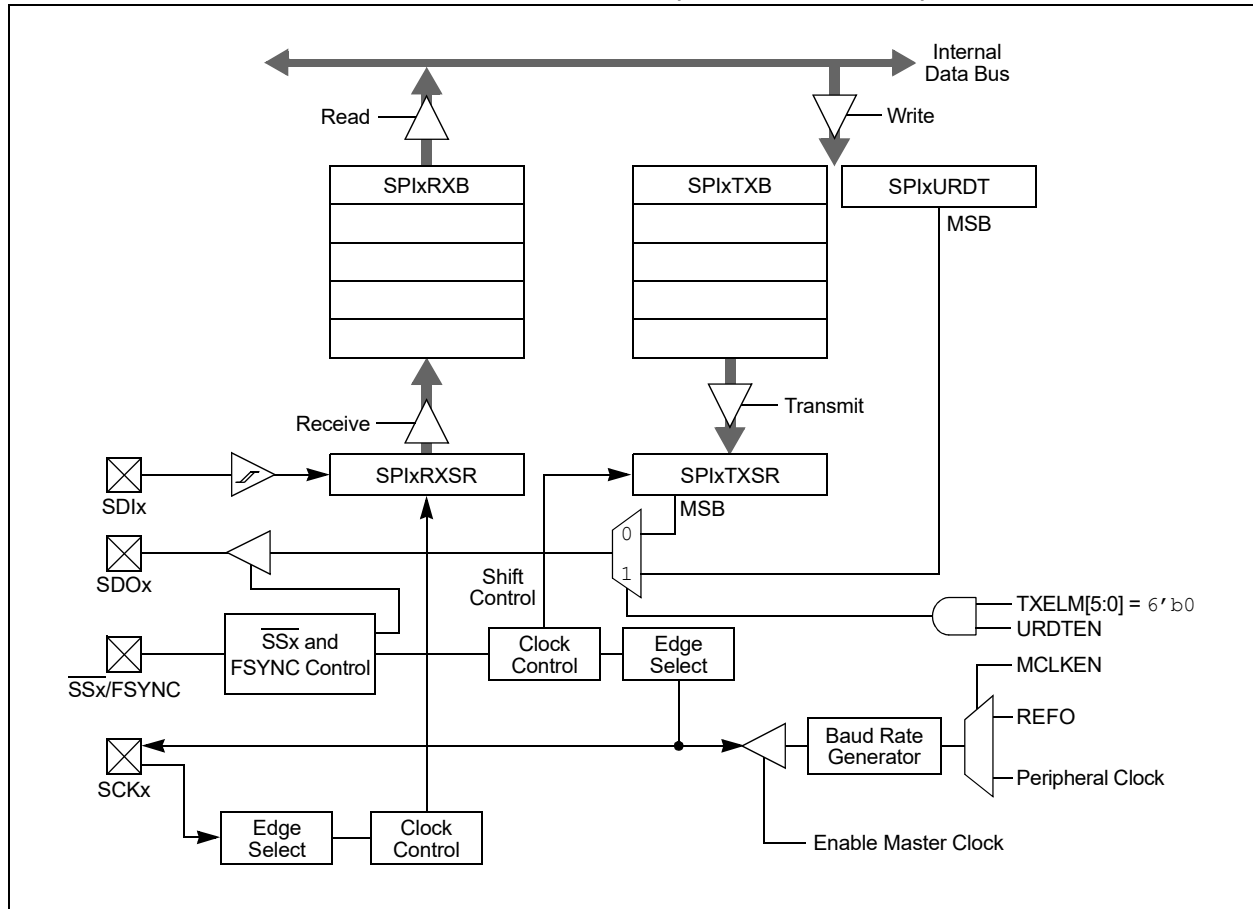 Internal
Data Bus
Read
Write
SPIxRXB
SPIxTXB
SPIxURDT
MSB
Transmit
Receive
SPIxRXSR
SPIxTXSR
SDIx
MSB
0
SDOx
1
Shift
Control
TXELM[5:0] = 6'b0
URDTEN
SSx and
FSYNC Control
Clock
Control
Edge
Select
MCLKEN
SSx/FSYNC
REFO
Baud Rate
Generator
Peripheral Clock
SCKx
Edge
Select
Clock
Control
Enable Master Clock